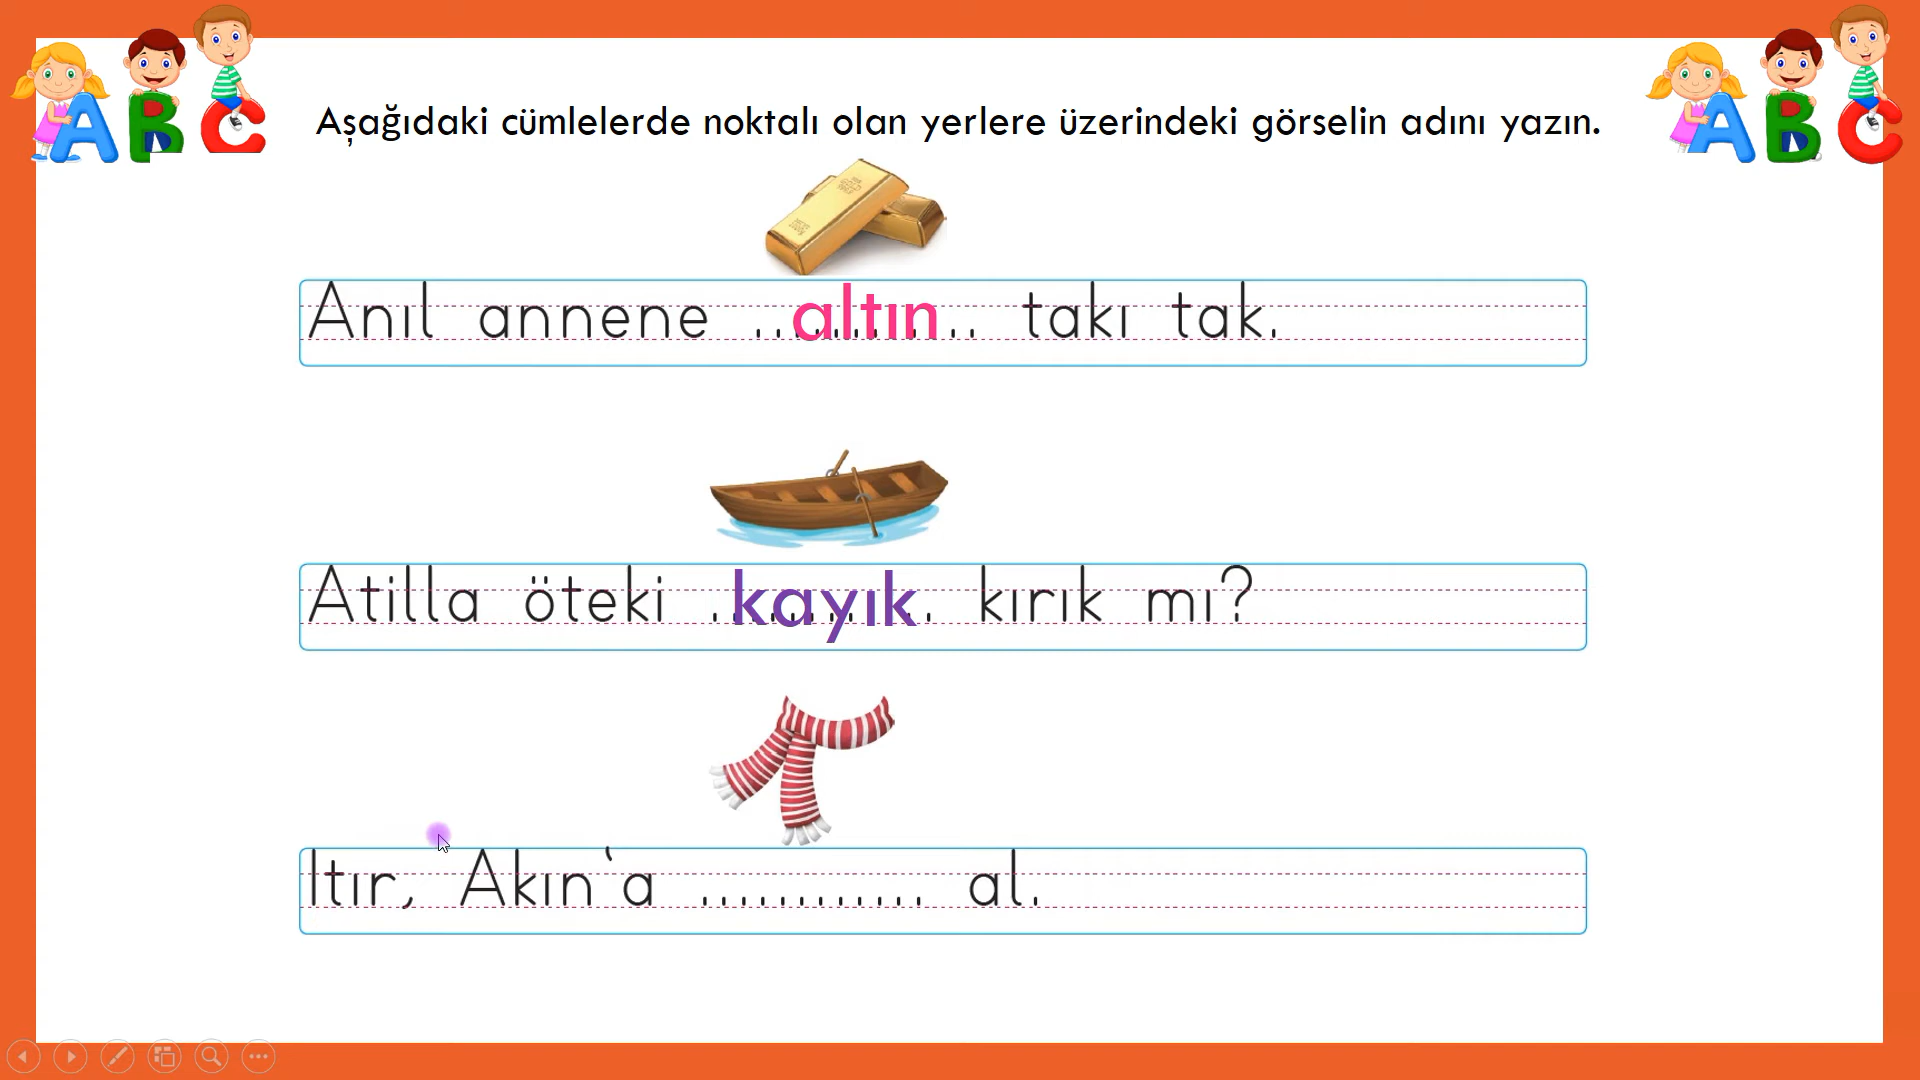 A B C
A B C
Aşağıdaki cümlelerde noktalı olan yerlere üzerindeki görselin adını yazın.
Anıl annene ..altın.. takı tak.
Atilla öteki .kayık. kırık mı?
Itır, Akın'a ............ al.